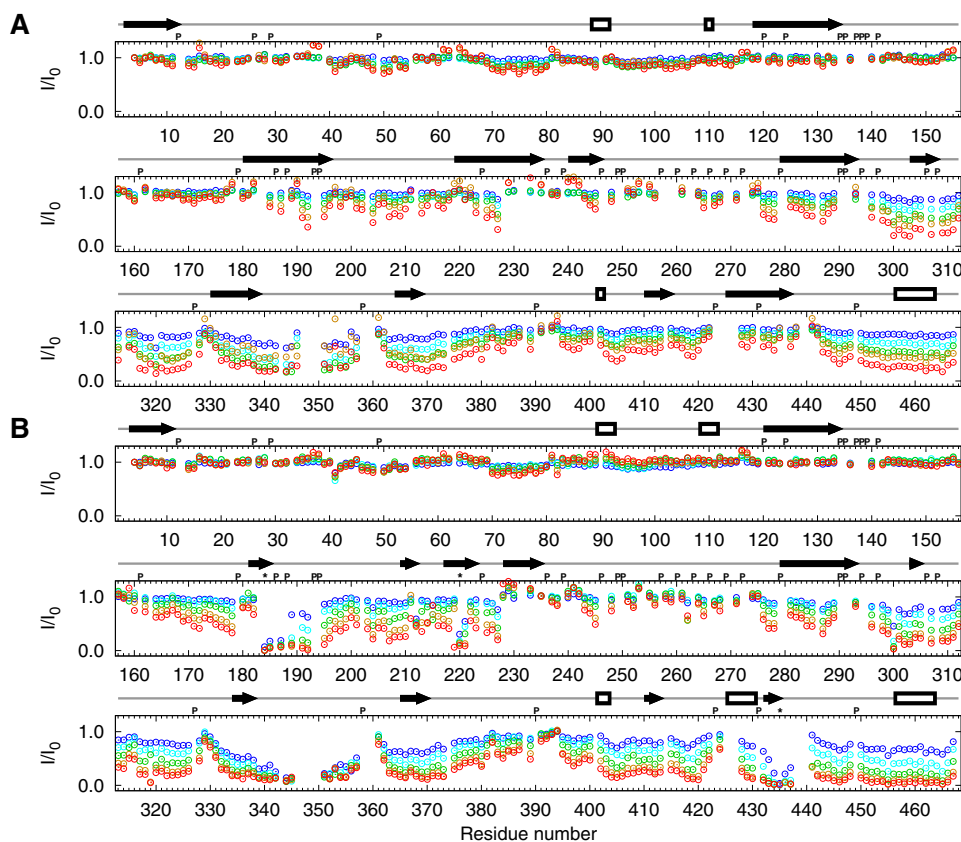 A
P P P P P P PP PPP P
I/I0
1.0
0.0
10 20 30 40 50 60 70 80 90 100 110 120 130 140 150
P P P P PP P P P P PP P P P P P P P PP P P P P
1.0
0.0
160 170 180 190 200 210 220 230 240 250 260 270 280 290 300 310
P P P P P P
I/I0
1.0
0.0
320 330 340 350 360 370 380 390 400 410 420 430 440 450 460
B
P P P P P P PP PPP P
I/I0
1.0
0.0
10 20 30 40 50 60 70 80 90 100 110 120 130 140 150
P P * P P PP * P P P P PP P P P P P P P PP P P P P
1.0
0.0
160 170 180 190 200 210 220 230 240 250 260 270 280 290 300 310
P P P P P * P
I/I0
1.0
0.0
320 330 340 350 360 370 380 390 400 410 420 430 440 450 460
Residue number